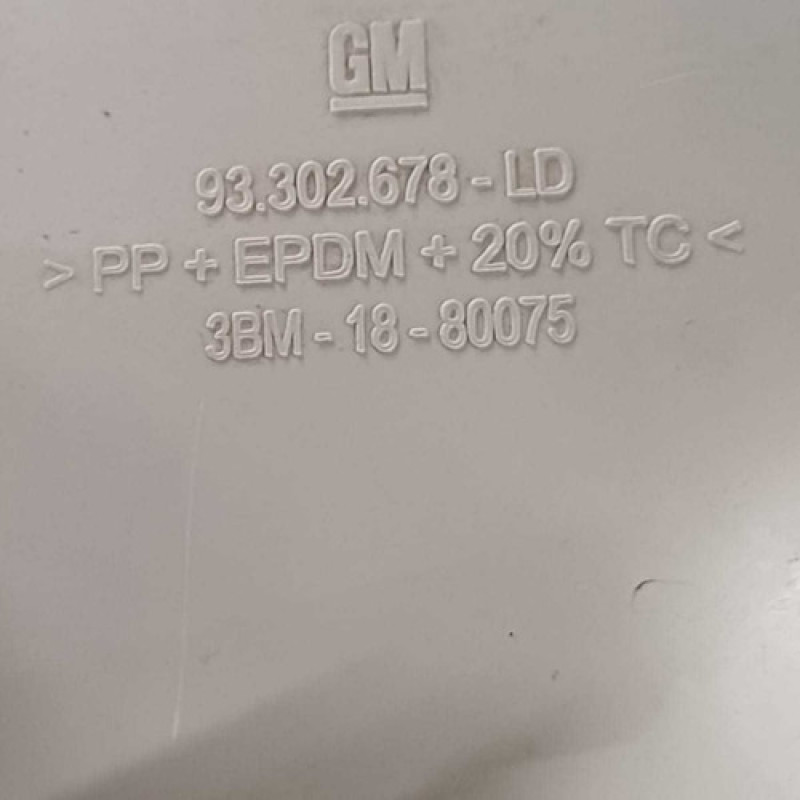 GM
93.302.678 - LD
> PP + EPDM + 20% TC <
3BM - 18 - 80075